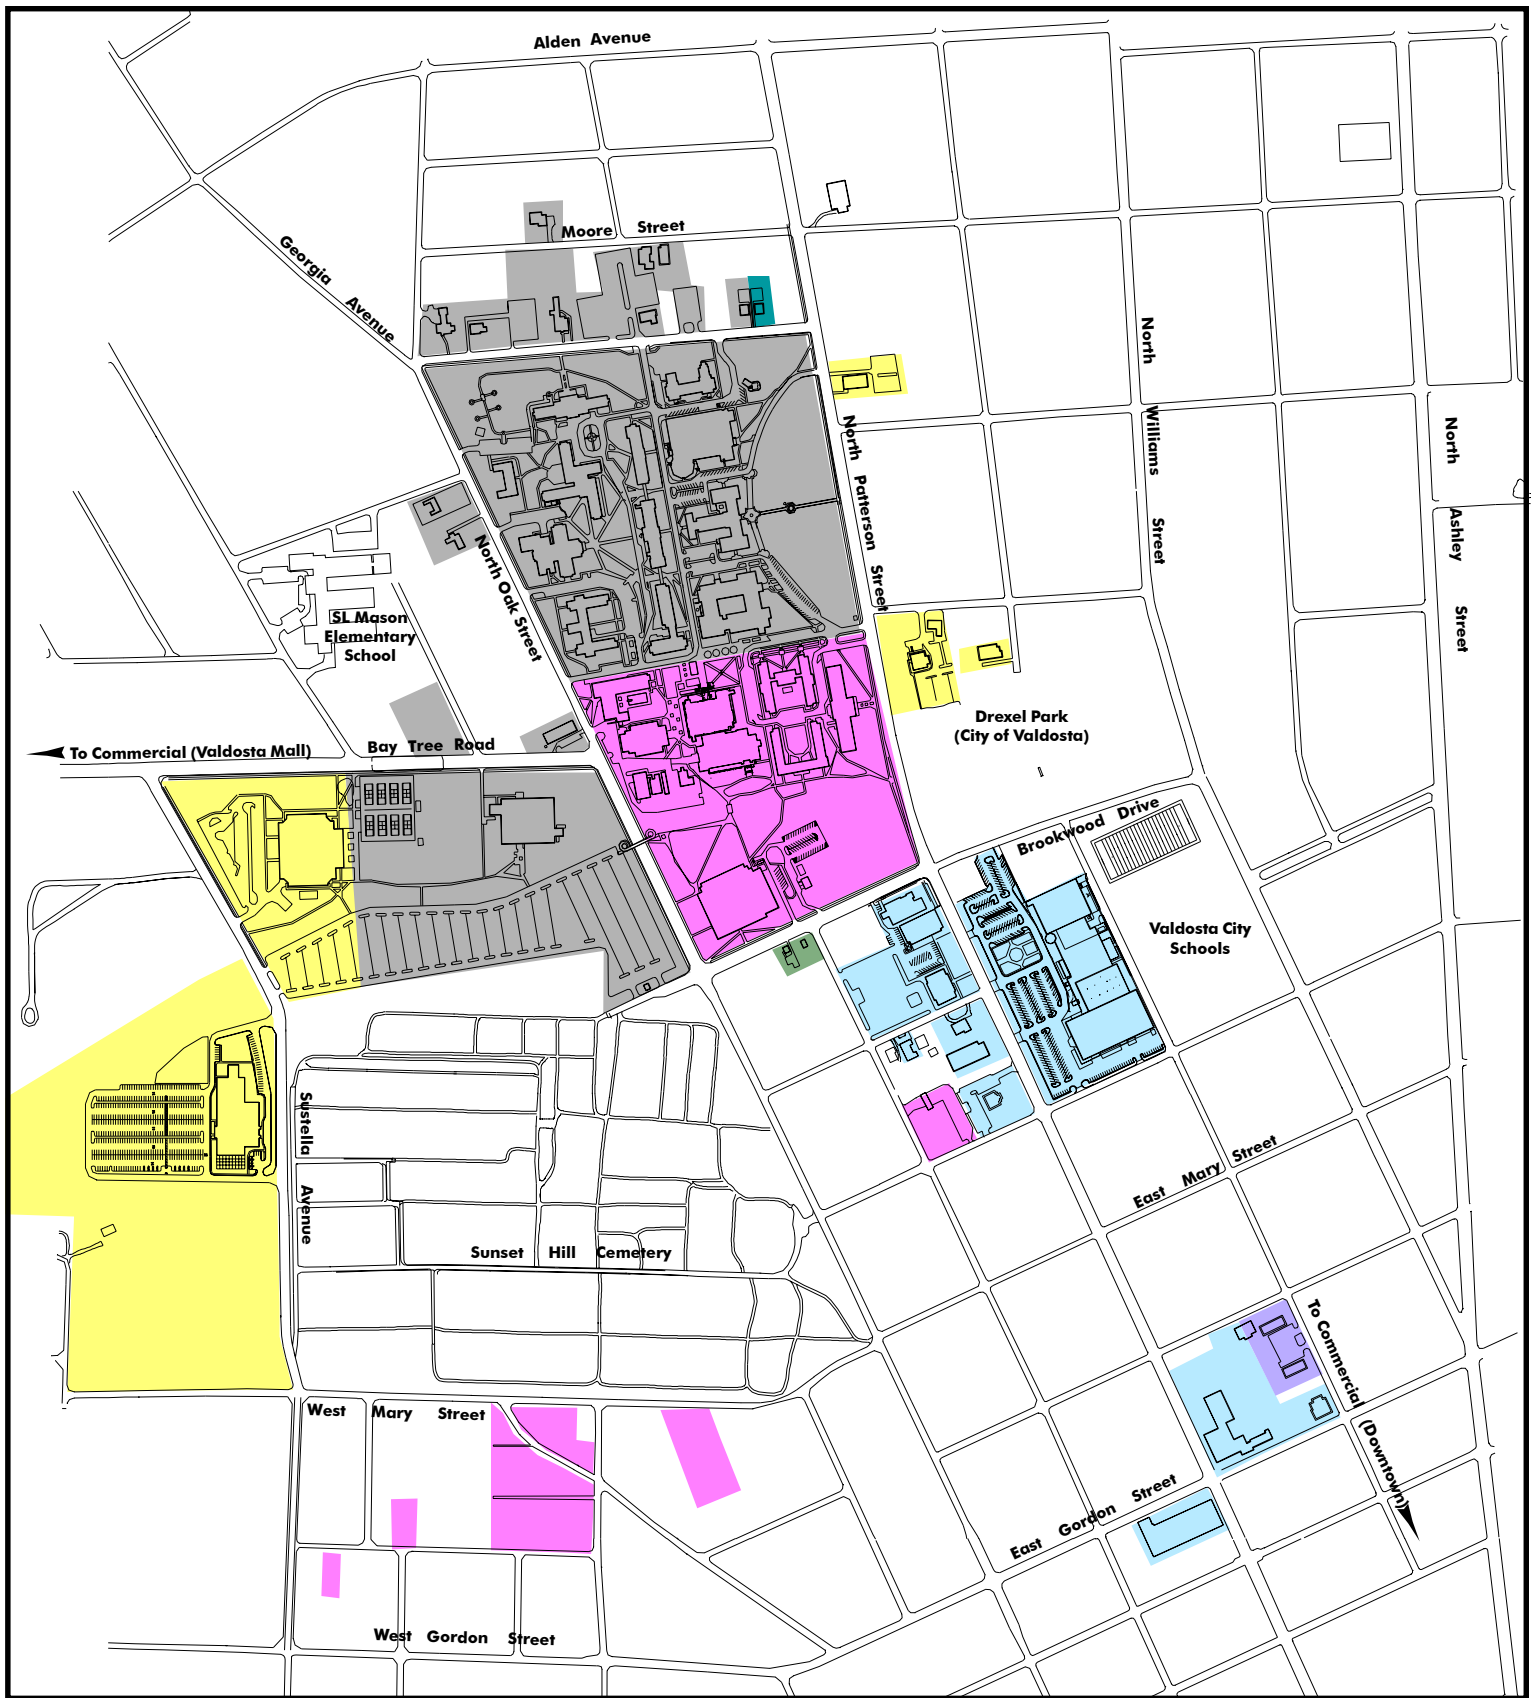 Alden Avenue
Moore Street
Georgia Avenue
North Williams Street
North Patterson Street
North Ashley Street
North Oak Street
SL Mason
Elementary
School
Drexel Park
(City of Valdosta)
To Commercial (Valdosta Mall)
Bay Tree Road
Brookwood Drive
Valdosta City
Schools
Sustella Avenue
East Mary Street
Sunset Hill Cemetery
To Commercial (Downtown)
West Mary Street
East Gordon Street
West Gordon Street